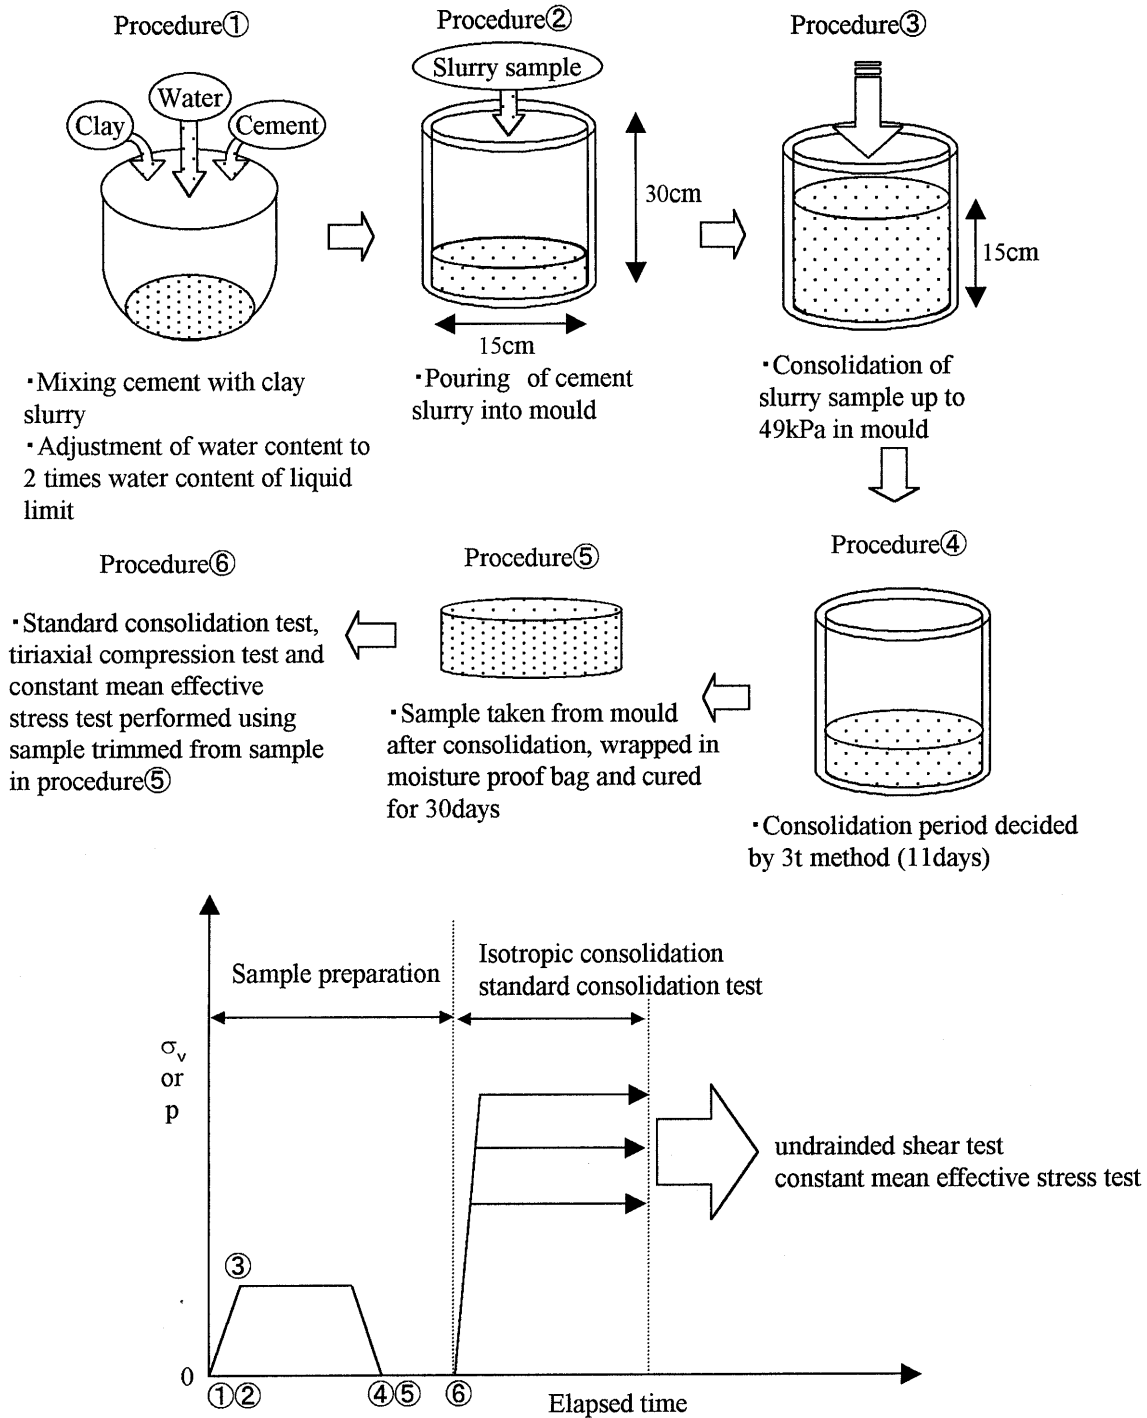 Procedure①
Clay
Water
Cement
・Mixing cement with clay
slurry
・Adjustment of water content to
2 times water content of liquid
limit
Procedure②
Slurry sample
30cm
15cm
・Pouring of cement
slurry into mould
Procedure③
15cm
・Consolidation of
slurry sample up to
49kPa in mould
Procedure④
・Consolidation period decided
by 3t method (11days)
Procedure⑤
・Sample taken from mould
after consolidation, wrapped in
moisture proof bag and cured
for 30days
Procedure⑥
・Standard consolidation test,
tiriaxial compression test and
constant mean effective
stress test performed using
sample trimmed from sample
in procedure⑤
Sample preparation
Isotropic consolidation
standard consolidation test
σv
or
p
undrainded shear test
constant mean effective stress test
③
0
①②
④⑤
⑥
Elapsed time